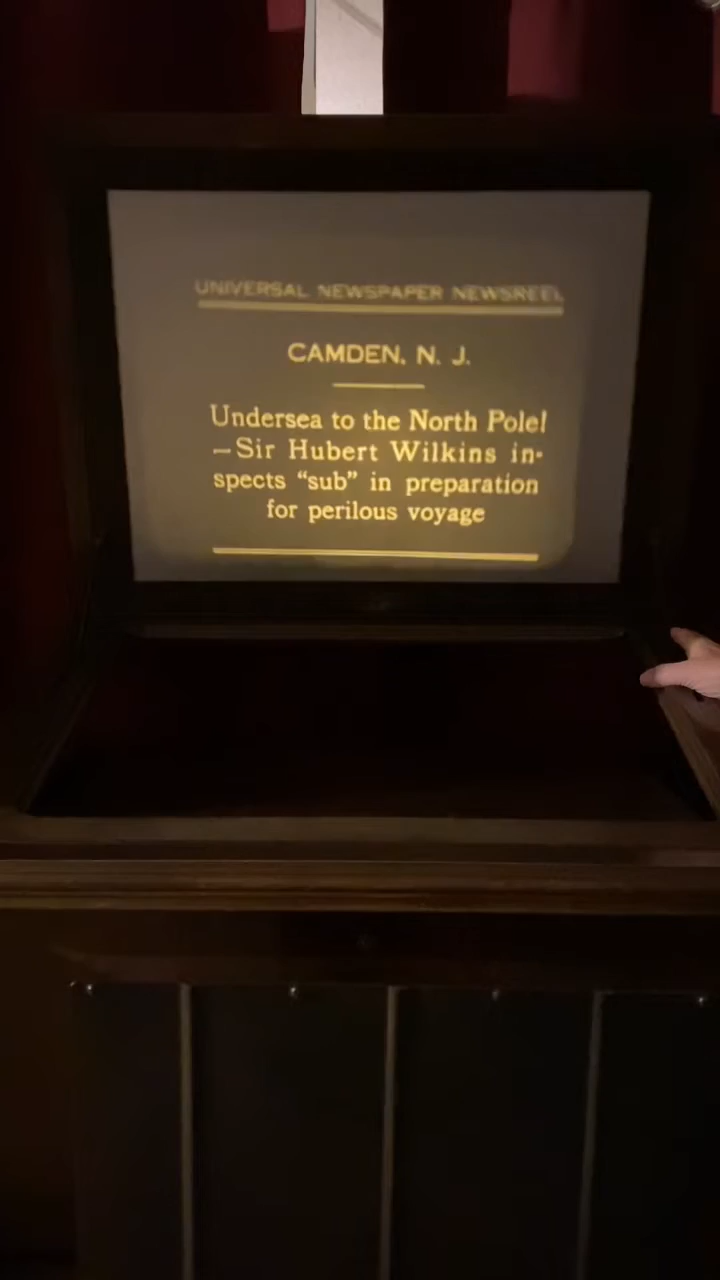 UNIVERSAL NEWSPAPER NEWSREEL
CAMDEN, N. J.
Undersea to the North Pole!
—Sir Hubert Wilkins in-
spects “sub” in preparation
for perilous voyage